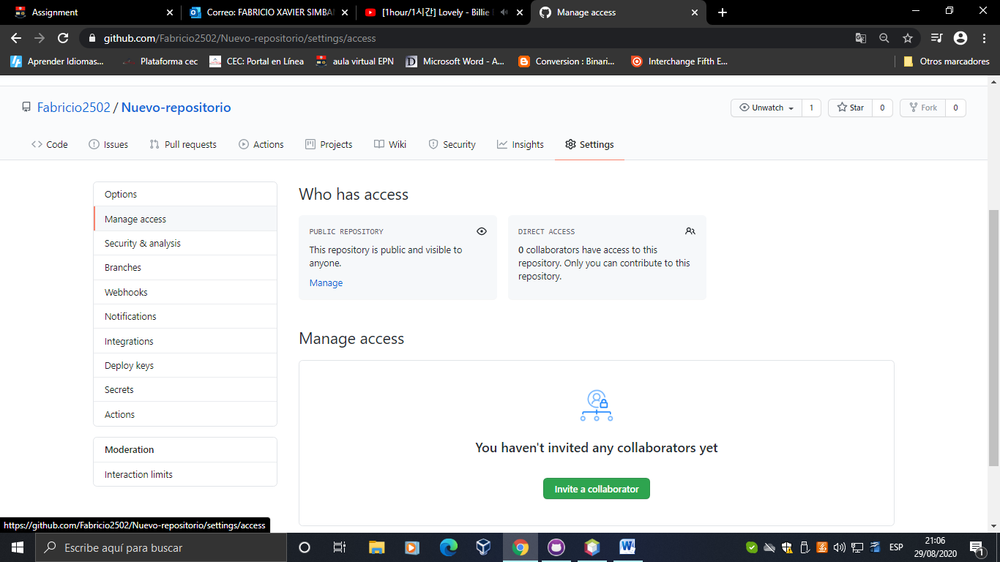 Assignment
Correo: FABRICIO XAVIER SIMBA
[1hour/1시간] Lovely - Billie
Manage access
github.com/Fabricio2502/Nuevo-repositorio/settings/access
Aprender Idiomas...
Plataforma cec
CEC: Portal en Línea
aula virtual EPN
Microsoft Word - A...
Conversion : Binari...
Interchange Fifth E...
Otros marcadores
Fabricio2502 / Nuevo-repositorio
Unwatch 1
Star 0
Fork 0
Code
Issues
Pull requests
Actions
Projects
Wiki
Security
Insights
Settings
Options
Manage access
Security & analysis
Branches
Webhooks
Notifications
Integrations
Deploy keys
Secrets
Actions
Moderation
Interaction limits
Who has access
PUBLIC REPOSITORY
This repository is public and visible to
anyone.
Manage
DIRECT ACCESS
0 collaborators have access to this
repository. Only you can contribute to this
repository.
Manage access
You haven't invited any collaborators yet
Invite a collaborator
https://github.com/Fabricio2502/Nuevo-repositorio/settings/access
Escribe aquí para buscar
ESP
21:06
29/08/2020
1